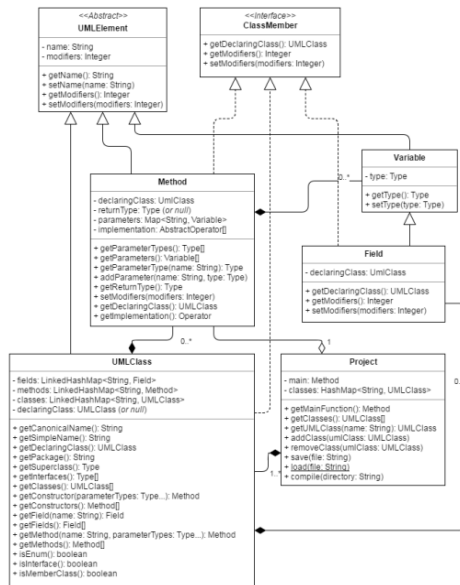 <<Abstract>>
UMLElement
- name: String
- modifiers: Integer
+ getName(): String
+ setName(name: String)
+ getModifiers(): Integer
+ setModifiers(modifiers: Integer)
<<Interface>>
ClassMember
+ getDeclaringClass(): UMLClass
+ getModifiers(): Integer
+ setModifiers(modifiers: Integer)
Variable
- type: Type
+ getType(): Type
+ setType(type: Type)
0..*
Method
- declaringClass: UmlClass
- returnType: Type (or null)
- parameters: Map<String, Variable>
- implementation: AbstractOperator[]
+ getParameterTypes(): Type[]
+ getParameters(): Variable[]
+ getParameterType(name: String): Type
+ addParameter(name: String, type: Type)
+ getReturnType(): Type
+ setModifiers(modifiers: Integer)
+ getDeclaringClass(): UMLClass
+ getImplementation(): Operator
Field
- declaringClass: UmlClass
+ getDeclaringClass(): UMLClass
+ getModifiers(): Integer
+ setModifiers(modifiers: Integer)
0..*
1
0.
UMLClass
- fields: LinkedHashMap<String, Field>
- methods: LinkedHashMap<String, Method>
- classes: LinkedHashMap<String, UMLClass>
- declaringClass: UMLClass (or null)
+ getCanonicalName(): String
+ getSimpleName(): String
+ getDeclaringClass(): UMLClass
+ getPackage(): String
+ getSuperclass(): Type
+ getInterfaces(): Type[]
+ getClasses(): UMLClass[]
+ getConstructor(parameterTypes: Type...): Method
+ getConstructors(): Method[]
+ getField(name: String): Field
+ getFields(): Field[]
+ getMethod(name: String, parameterTypes: Type...): Method
+ getMethods(): Method[]
+ isEnum(): boolean
+ isInterface(): boolean
+ isMemberClass(): boolean
Project
- main: Method
- classes: HashMap<String, UMLClass>
+ getMainFunction(): Method
+ getClasses(): UMLClass[]
+ getUMLClass(name: String): UMLClass
+ addClass(umlClass: UMLClass)
+ removeClass(umlClass: UMLClass)
+ save(file: String)
+ load(file: String)
+ compile(directory: String)
1..*